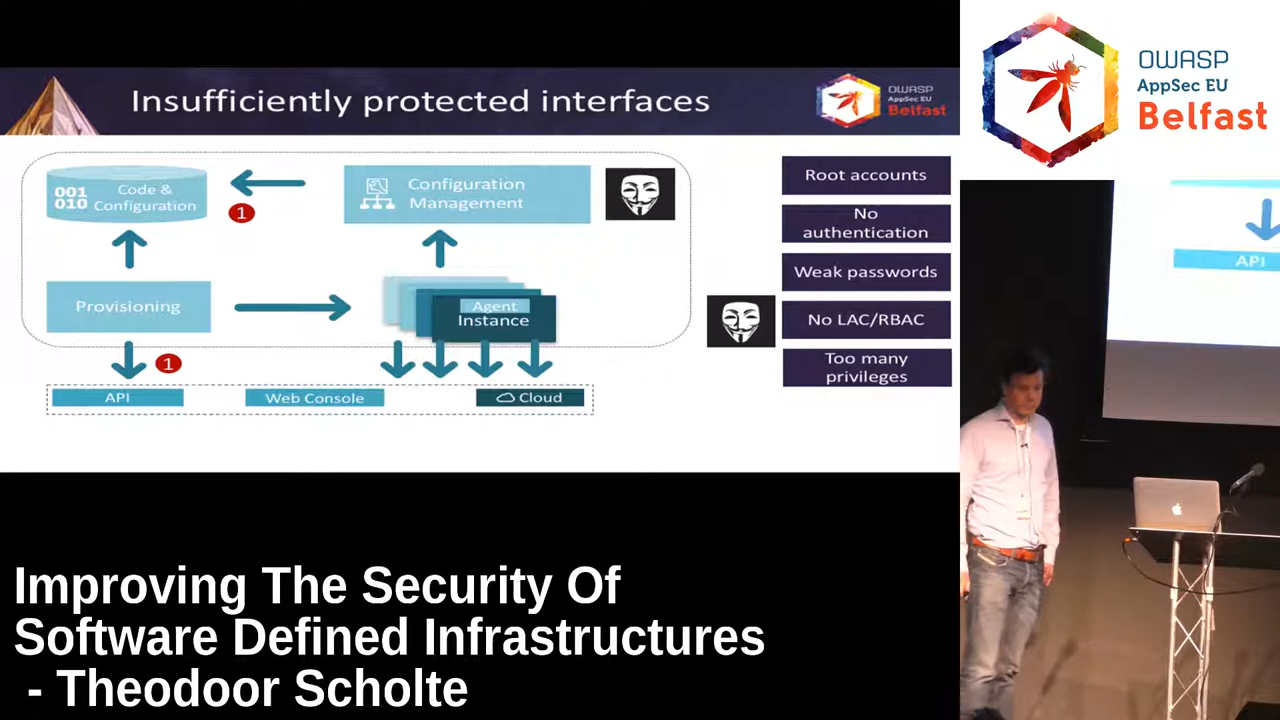 Insufficiently protected interfaces
OWASP
AppSec EU
Belfast
001
010
Code &
Configuration
1
Configuration
Management
Provisioning
Agent
Instance
1
API
Web Console
Cloud
Root accounts
No
authentication
Weak passwords
No LAC/RBAC
Too many
privileges
OWASP
AppSec EU
Belfast
API
Improving The Security Of
Software Defined Infrastructures
- Theodoor Scholte